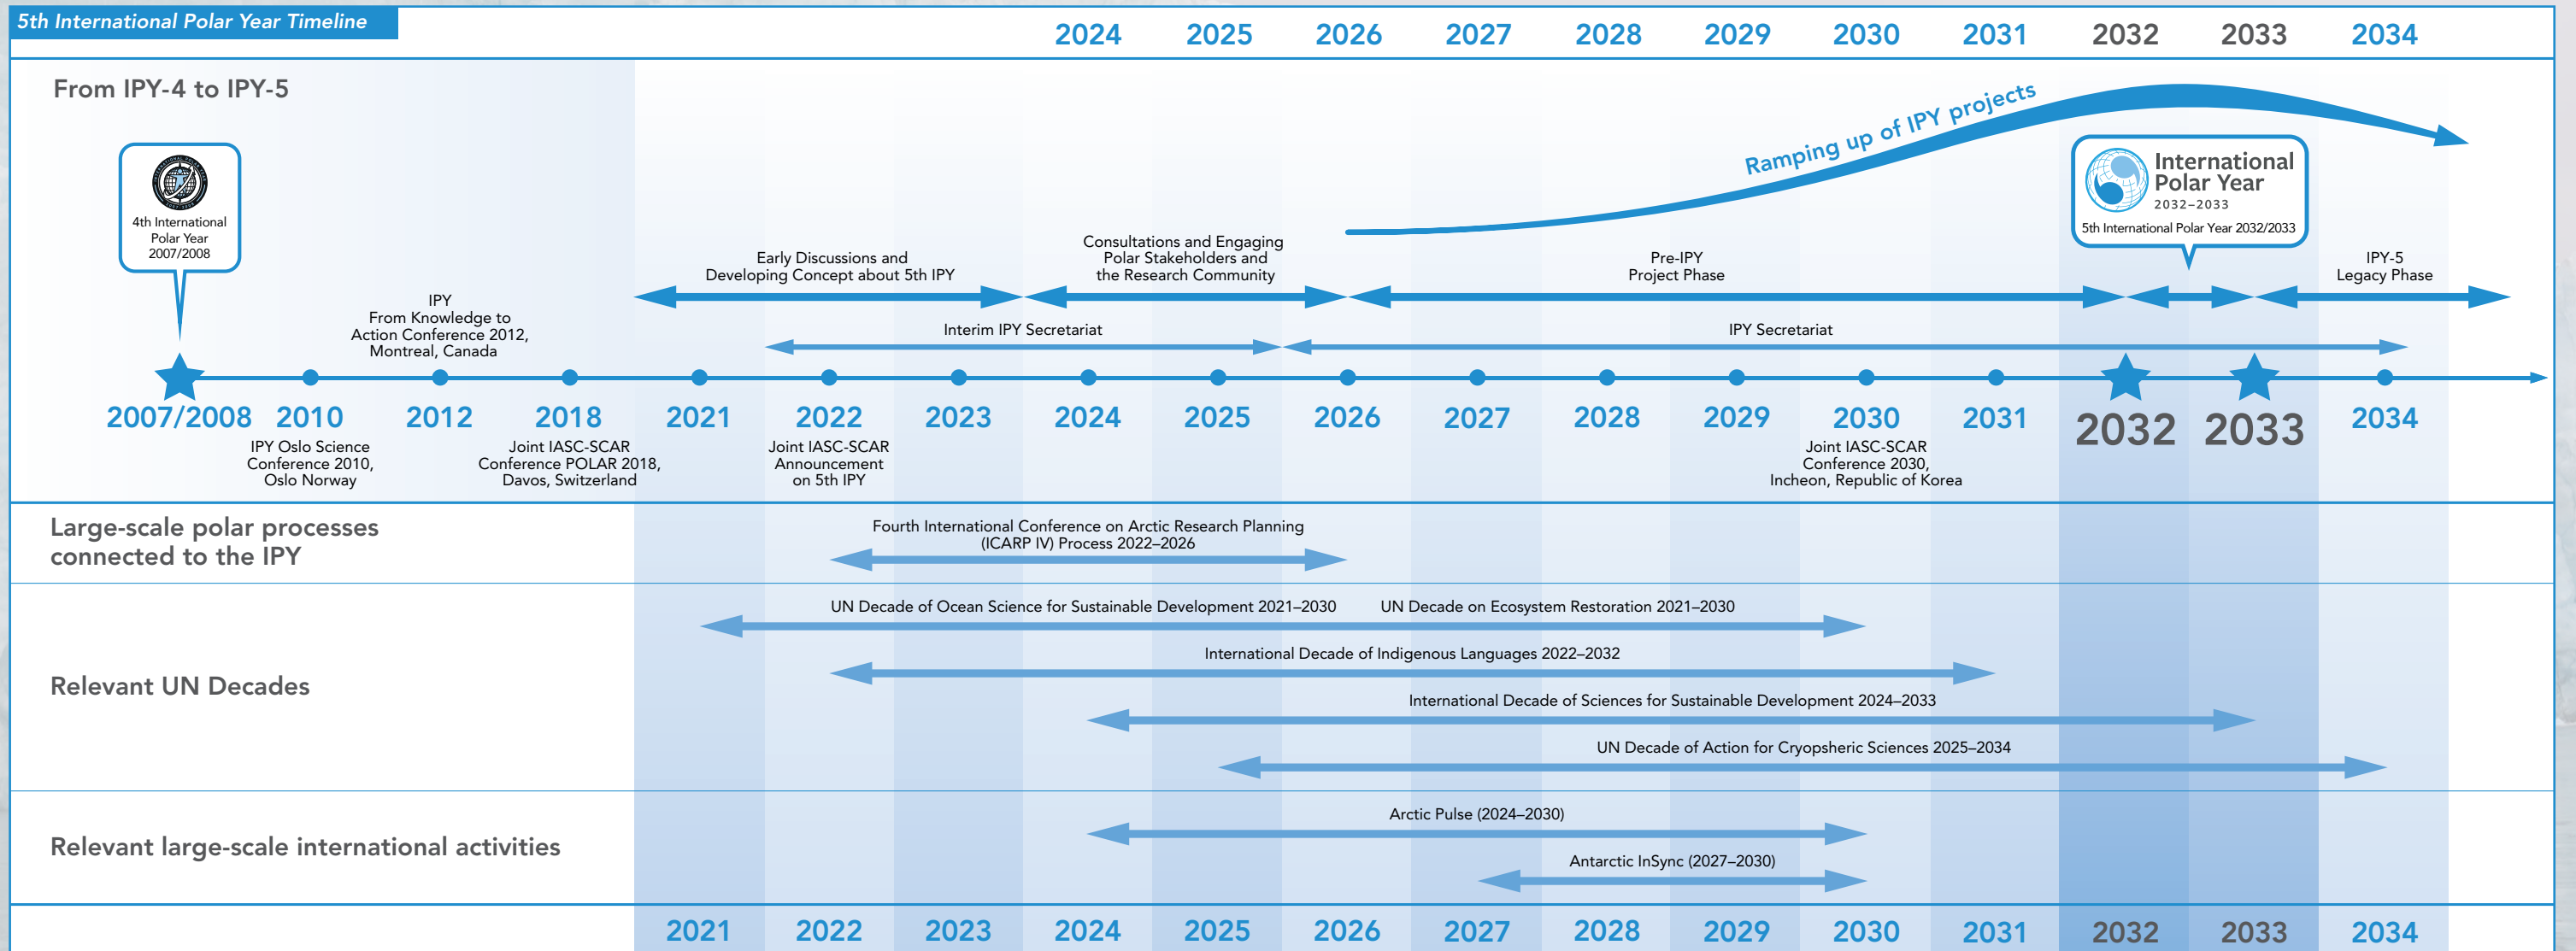 5th International Polar Year Timeline
2024 2025 2026 2027 2028 2029 2030 2031 2032 2033 2034
From IPY-4 to IPY-5
Ramping up of IPY projects
4th International
Polar Year
2007/2008
International
Polar Year
2032–2033
5th International Polar Year 2032/2033
Early Discussions and
Developing Concept about 5th IPY
Consultations and Engaging
Polar Stakeholders and
the Research Community
Pre-IPY
Project Phase
IPY-5
Legacy Phase
IPY
From Knowledge to
Action Conference 2012,
Montreal, Canada
Interim IPY Secretariat
IPY Secretariat
2007/2008 2010 2012 2018 2021 2022 2023 2024 2025 2026 2027 2028 2029 2030 2031 2032 2033 2034
IPY Oslo Science
Conference 2010,
Oslo Norway
Joint IASC-SCAR
Conference POLAR 2018,
Davos, Switzerland
Joint IASC-SCAR
Announcement
on 5th IPY
Joint IASC-SCAR
Conference 2030,
Incheon, Republic of Korea
Large-scale polar processes
connected to the IPY
Fourth International Conference on Arctic Research Planning
(ICARP IV) Process 2022–2026
Relevant UN Decades
UN Decade of Ocean Science for Sustainable Development 2021–2030
UN Decade on Ecosystem Restoration 2021–2030
International Decade of Indigenous Languages 2022–2032
International Decade of Sciences for Sustainable Development 2024–2033
UN Decade of Action for Cryopsheric Sciences 2025–2034
Relevant large-scale international activities
Arctic Pulse (2024–2030)
Antarctic InSync (2027–2030)
2021 2022 2023 2024 2025 2026 2027 2028 2029 2030 2031 2032 2033 2034